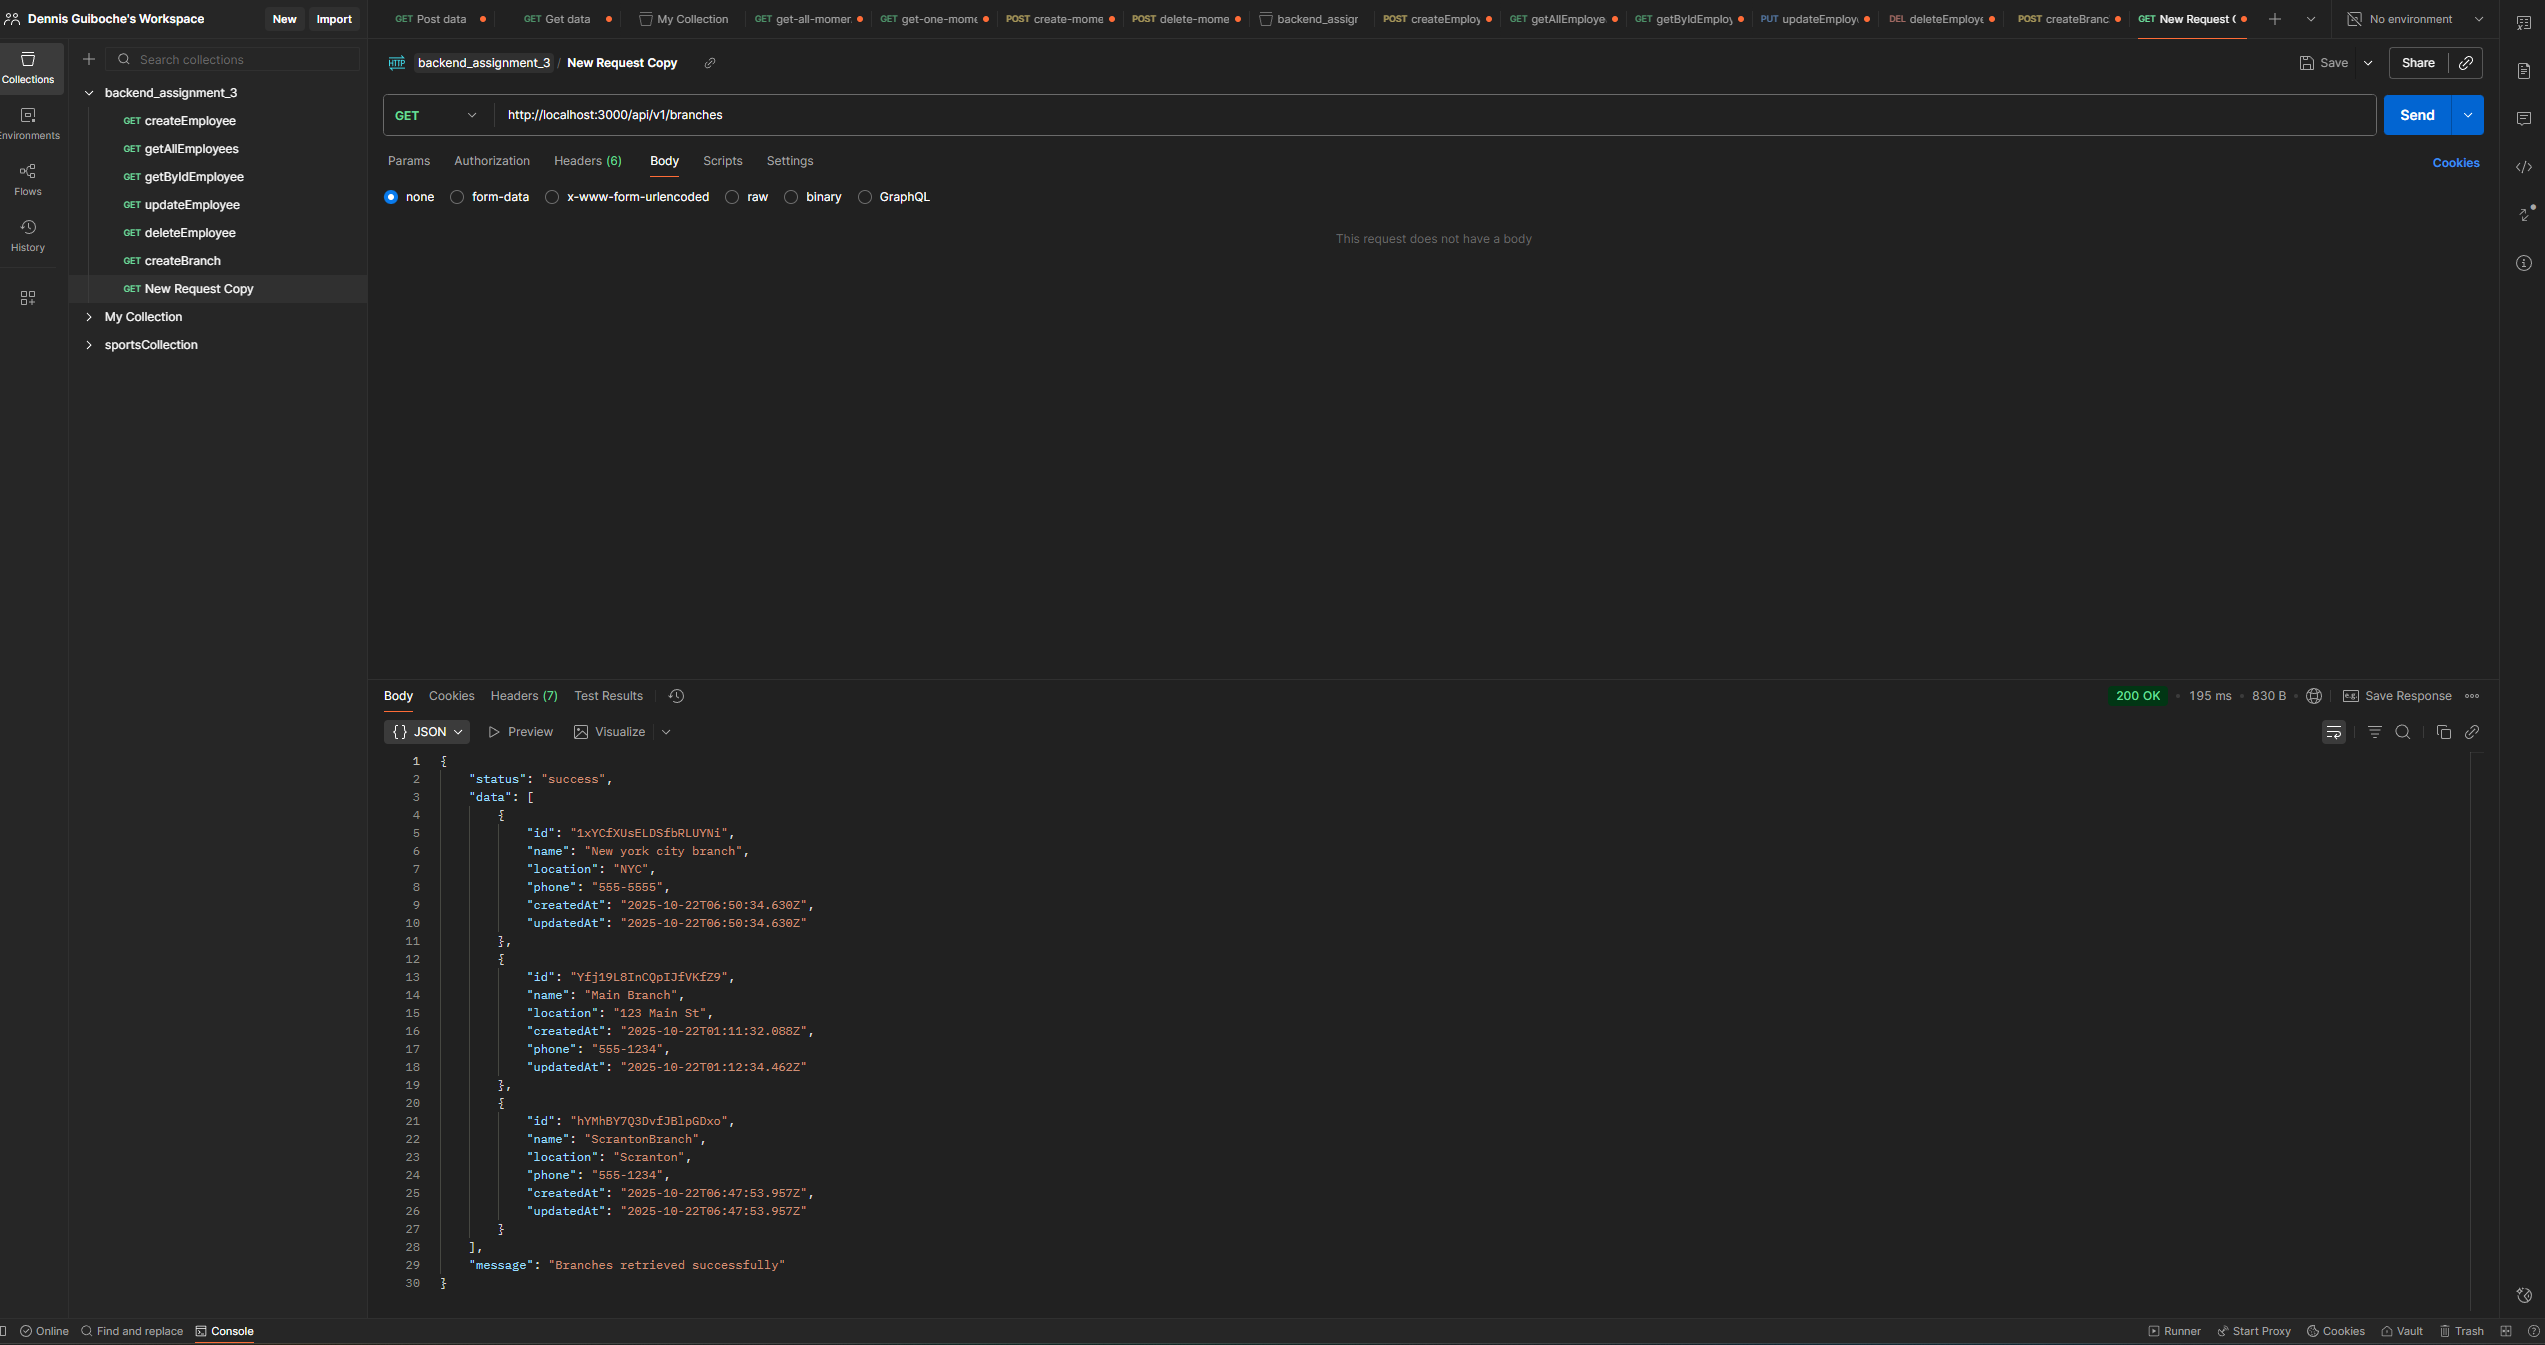 Dennis Guiboche's Workspace New Import
GET Post data GET Get data My Collection GET get-all-momer GET get-one-mome POST create-mome POST delete-mome backend_assigr POST createEmploy GET getAllEmploye GET getByIdEmploy PUT updateEmploy DEL deleteEmploye POST createBranc GET New Request C No environment
Collections
Environments
Flows
History
Search collections
backend_assignment_3
GET createEmployee
GET getAllEmployees
GET getByIdEmployee
GET updateEmployee
GET deleteEmployee
GET createBranch
GET New Request Copy
My Collection
sportsCollection
HTTP backend_assignment_3 / New Request Copy Save Share
GET http://localhost:3000/api/v1/branches Send
Params Authorization Headers (6) Body Scripts Settings Cookies
none form-data x-www-form-urlencoded raw binary GraphQL
This request does not have a body
Body Cookies Headers (7) Test Results 200 OK • 195 ms • 830 B • e.g. Save Response
{} JSON Preview Visualize
1 {
2 "status": "success",
3 "data": [
4 {
5 "id": "1xYCfXUsELDSfbRLUYNi",
6 "name": "New york city branch",
7 "location": "NYC",
8 "phone": "555-5555",
9 "createdAt": "2025-10-22T06:50:34.630Z",
10 "updatedAt": "2025-10-22T06:50:34.630Z"
11 },
12 {
13 "id": "Yfj19L8InCQpIJfVKfZ9",
14 "name": "Main Branch",
15 "location": "123 Main St",
16 "createdAt": "2025-10-22T01:11:32.088Z",
17 "phone": "555-1234",
18 "updatedAt": "2025-10-22T01:12:34.462Z"
19 },
20 {
21 "id": "hYMhBY7Q3DvfJBlpGDxo",
22 "name": "ScrantonBranch",
23 "location": "Scranton",
24 "phone": "555-1234",
25 "createdAt": "2025-10-22T06:47:53.957Z",
26 "updatedAt": "2025-10-22T06:47:53.957Z"
27 }
28 ],
29 "message": "Branches retrieved successfully"
30 }
Online Find and replace Console Runner Start Proxy Cookies Vault Trash